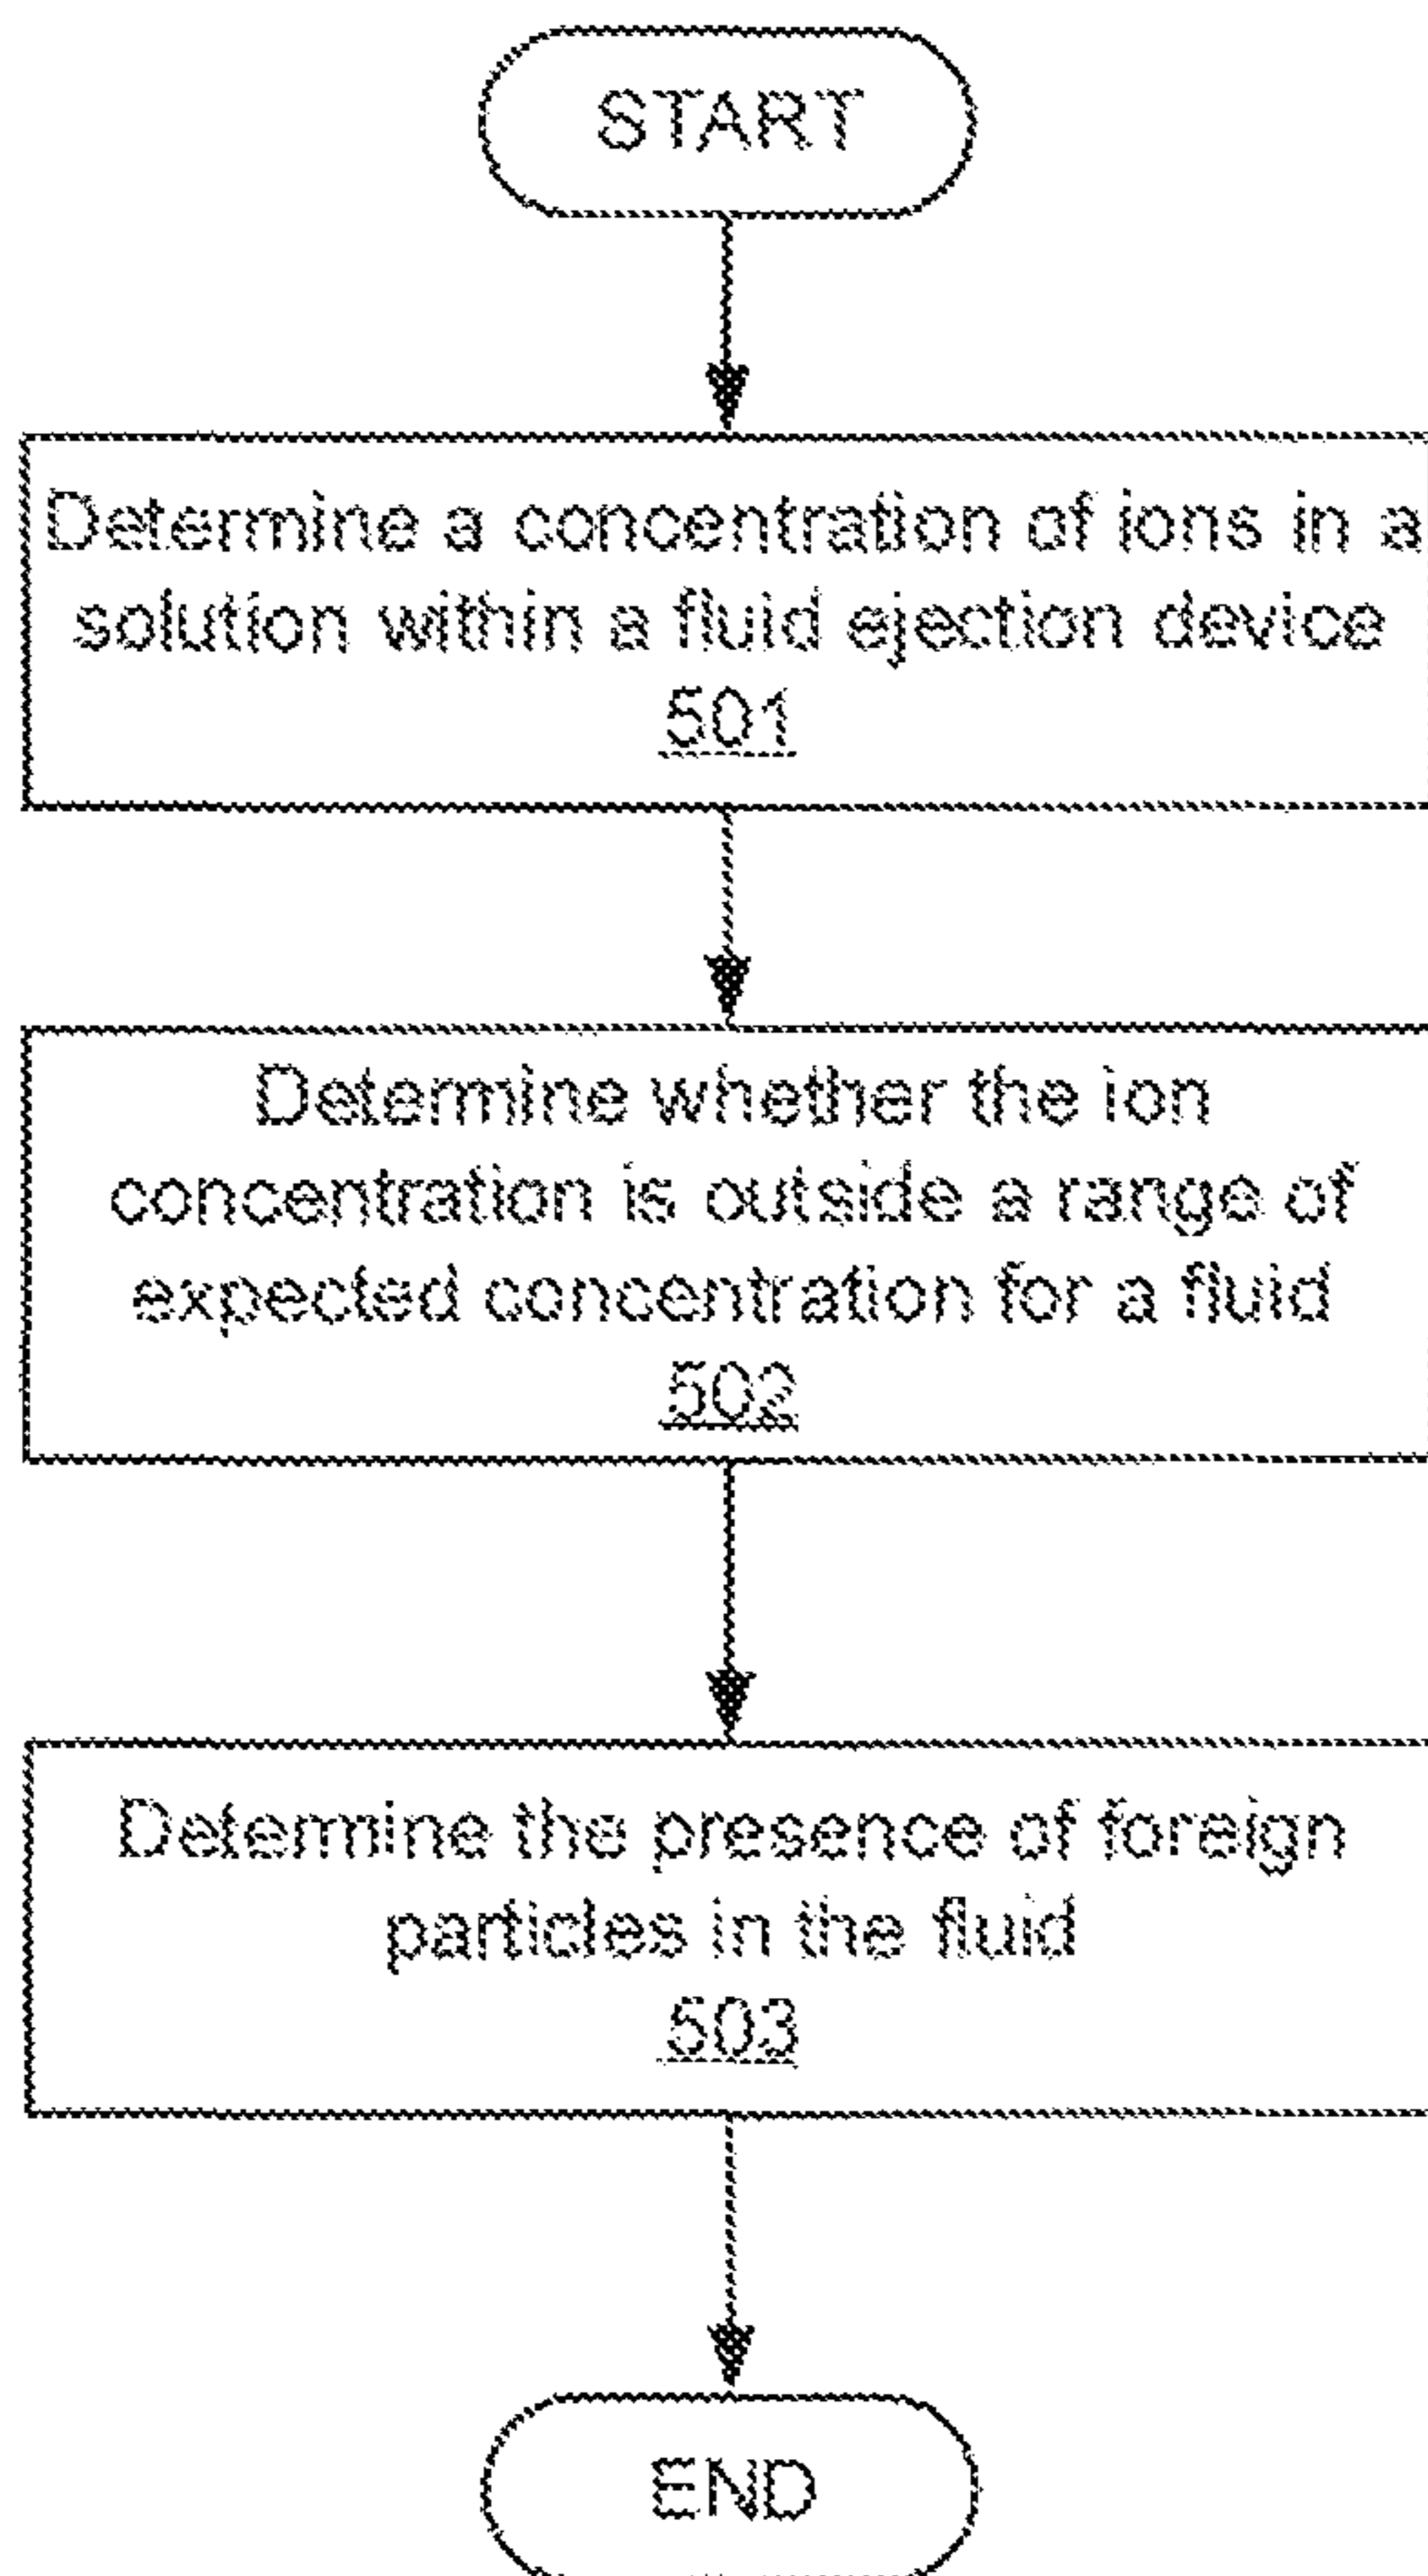 START
Determine a concentration of ions in a
solution within a fluid ejection device
501
Determine whether the ion
concentration is outside a range of
expected concentration for a fluid
502
Determine the presence of foreign
particles in the fluid
503
END